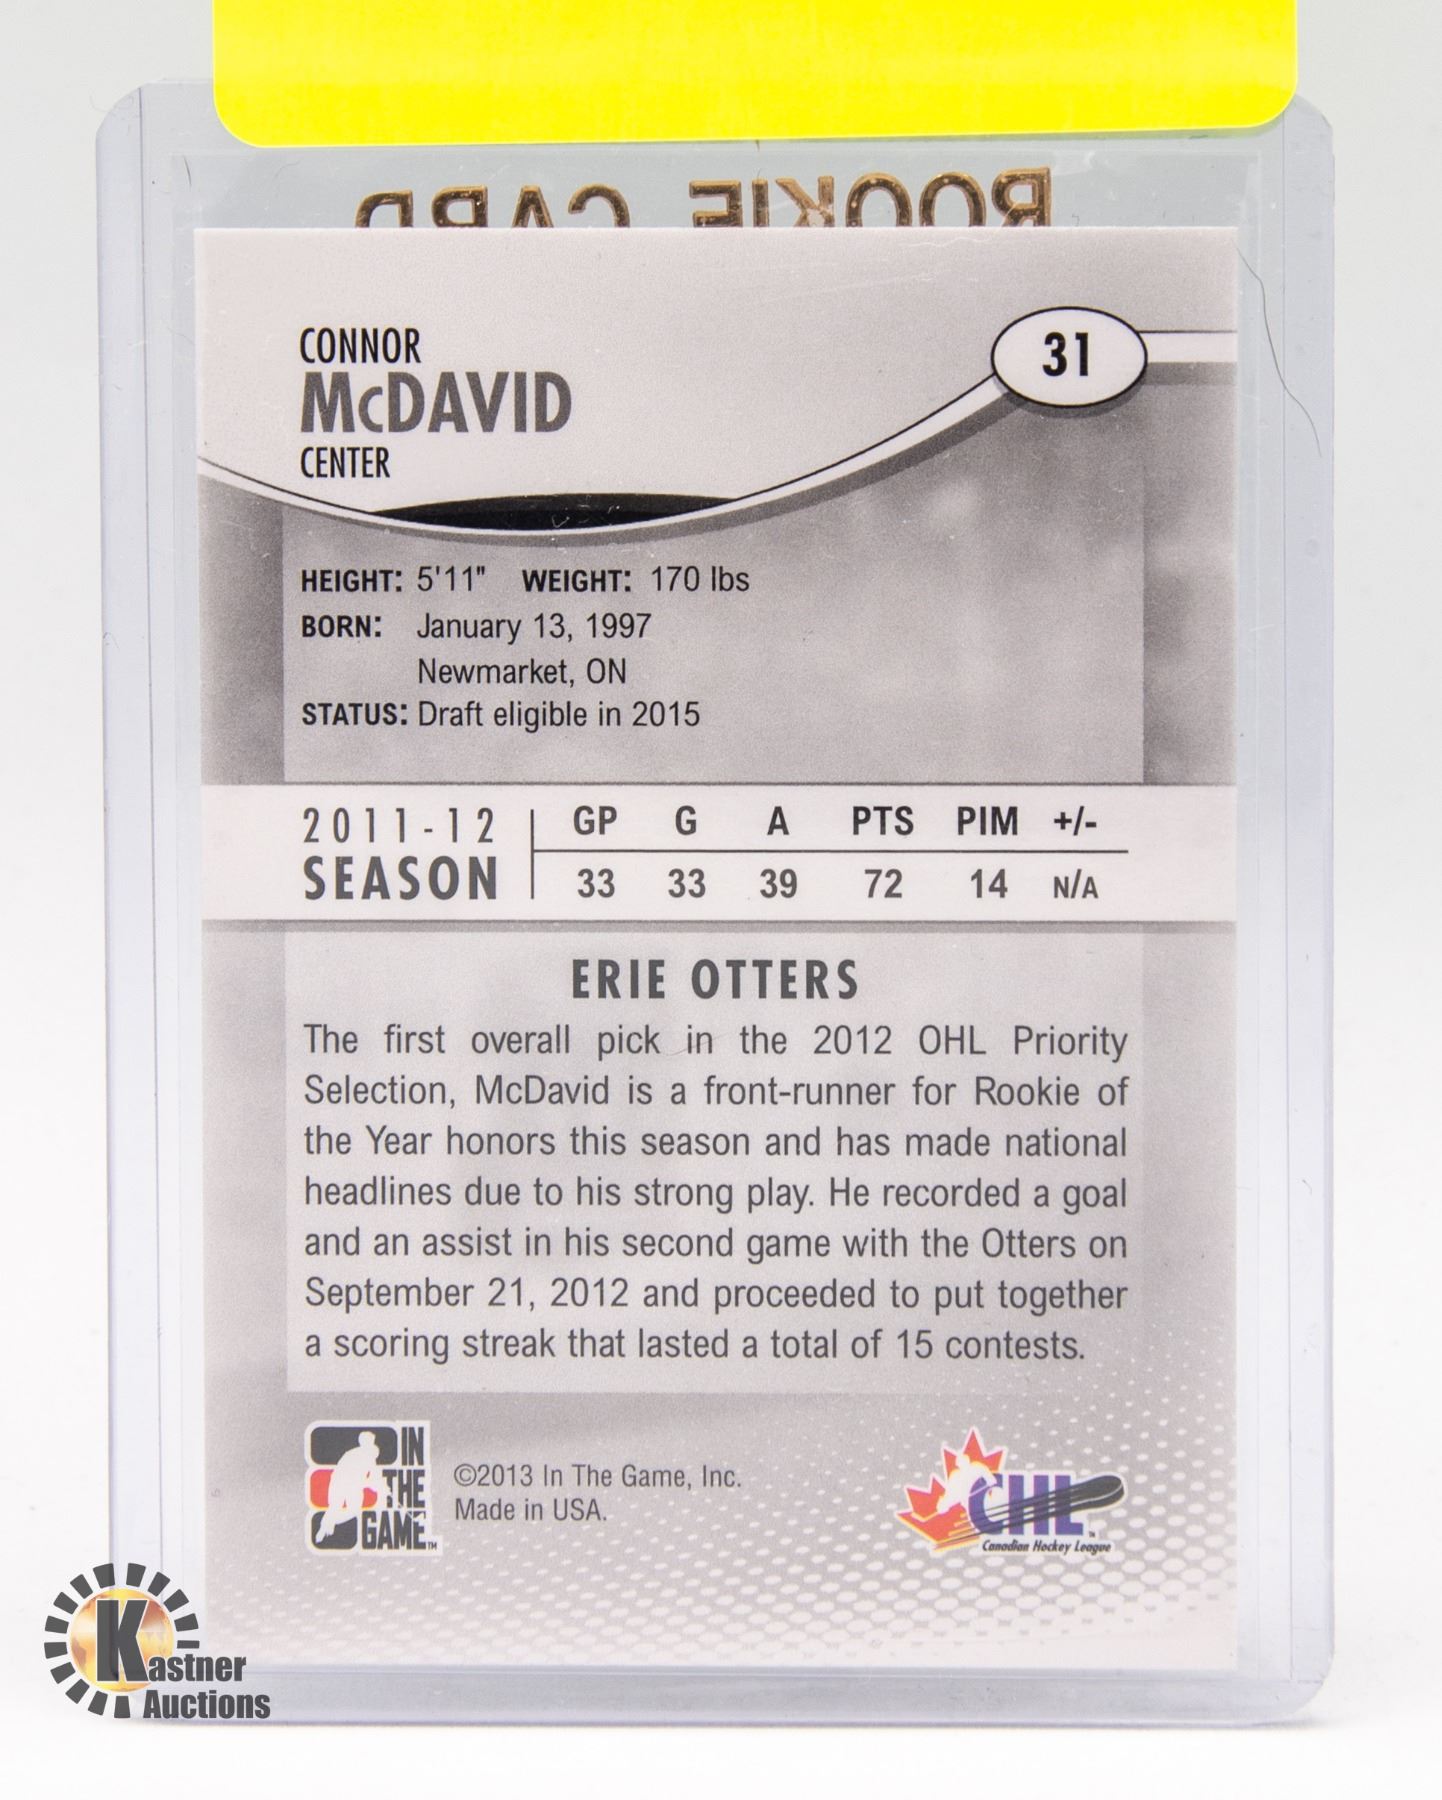 ROOKIE CARD
CONNOR
McDAVID
CENTER
31
HEIGHT: 5'11" WEIGHT: 170 lbs
BORN: January 13, 1997
Newmarket, ON
STATUS: Draft eligible in 2015
2011-12 GP G A PTS PIM +/-
SEASON 33 33 39 72 14 N/A
ERIE OTTERS
The first overall pick in the 2012 OHL Priority
Selection, McDavid is a front-runner for Rookie of
the Year honors this season and has made national
headlines due to his strong play. He recorded a goal
and an assist in his second game with the Otters on
September 21, 2012 and proceeded to put together
a scoring streak that lasted a total of 15 contests.
IN
THE
GAME™
©2013 In The Game, Inc.
Made in USA.
CHL™
Canadian Hockey League
Kastner
Auctions